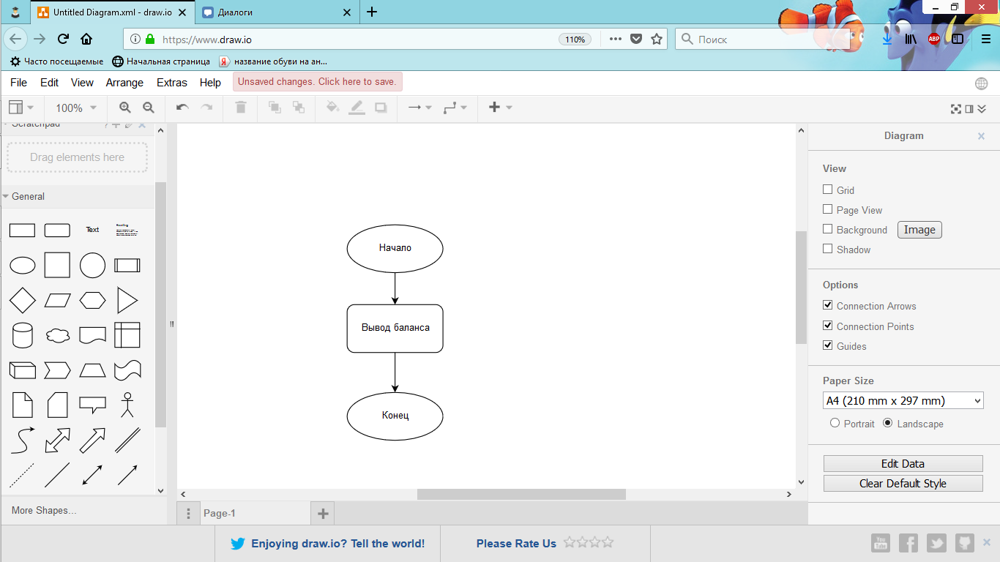 Untitled Diagram.xml - draw.io
Диалоги
https://www.draw.io
110%
Поиск
ABP
Часто посещаемые
Начальная страница
название обуви на ан...
File Edit View Arrange Extras Help
Unsaved changes. Click here to save.
100%
Scratchpad
Drag elements here
General
Text
Heading
More Shapes...
Начало
Вывод баланса
Конец
Page-1
Diagram
View
Grid
Page View
Background
Image
Shadow
Options
Connection Arrows
Connection Points
Guides
Paper Size
A4 (210 mm x 297 mm)
Portrait
Landscape
Edit Data
Clear Default Style
Enjoying draw.io? Tell the world!
Please Rate Us
You
Tube